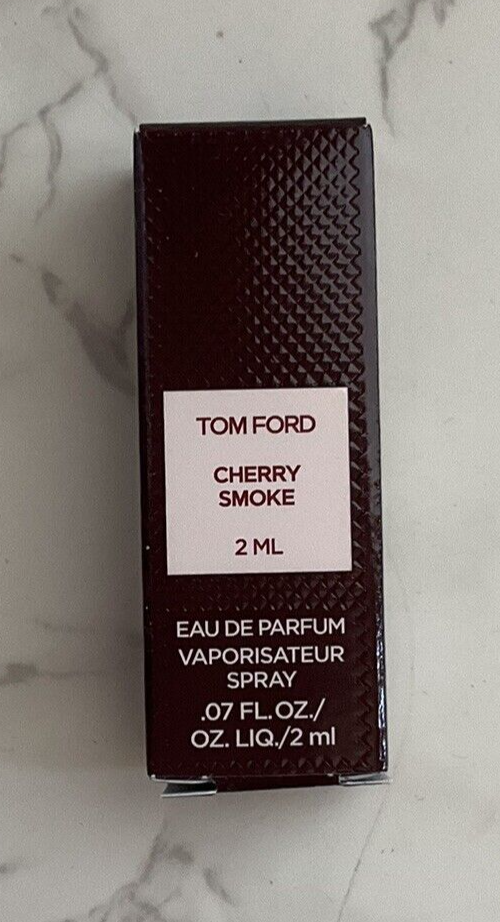 TOM FORD
CHERRY
SMOKE
2 ML
EAU DE PARFUM
VAPORISATEUR
SPRAY
.07 FL.OZ./
OZ. LIQ./2 ml